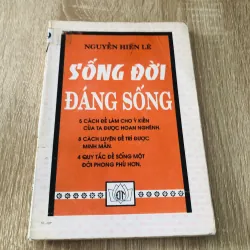 NGUYỄN HIẾN LÊ
SỐNG ĐỜI
ĐÁNG SỐNG
5 CÁCH ĐỂ LÀM CHO Ý KIẾN
CỦA TA ĐƯỢC HOAN NGHÊNH.
8 CÁCH LUYỆN ĐỂ TRÍ ĐƯỢC
MINH MẪN.
4 QUY TẮC ĐỂ SỐNG MỘT
ĐỜI PHONG PHÚ HƠN.